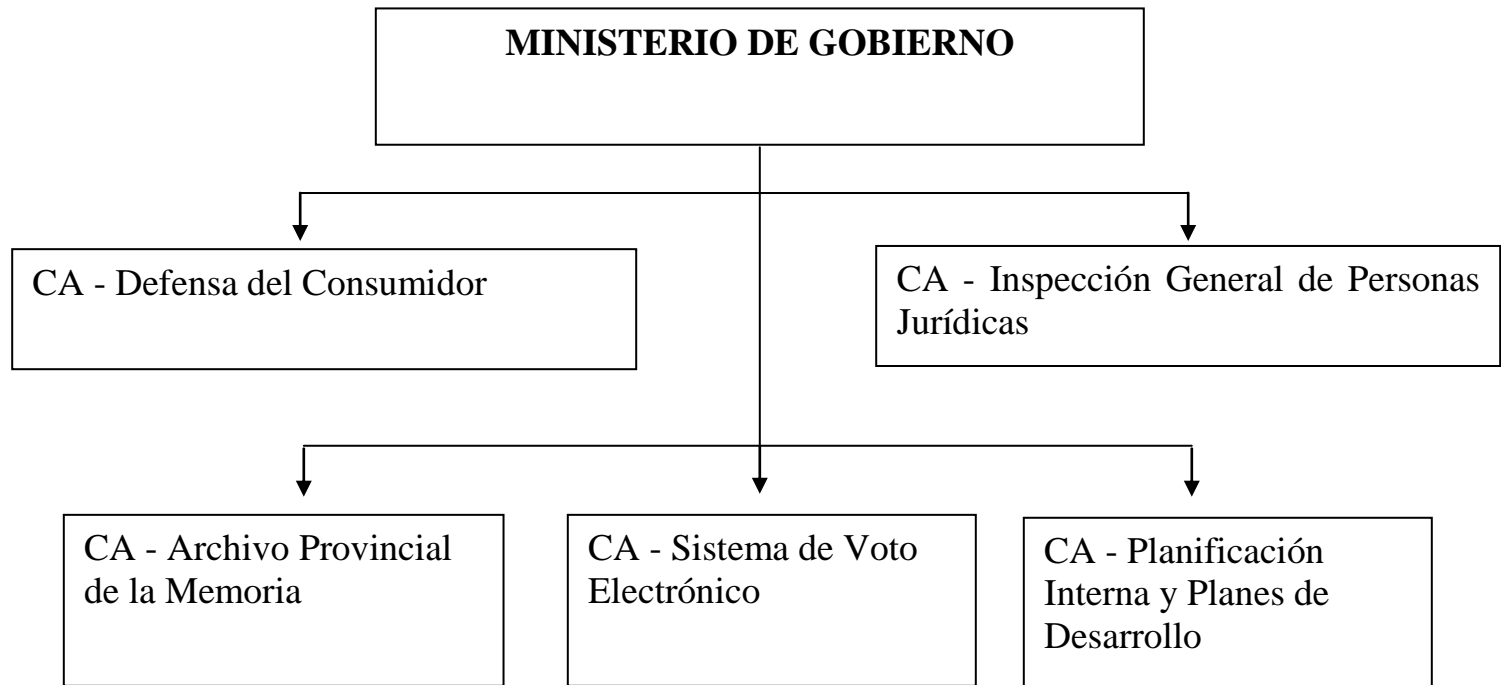 MINISTERIO DE GOBIERNO
CA - Defensa del Consumidor
CA - Inspección General de Personas
Jurídicas
CA - Archivo Provincial
de la Memoria
CA - Sistema de Voto
Electrónico
CA - Planificación
Interna y Planes de
Desarrollo